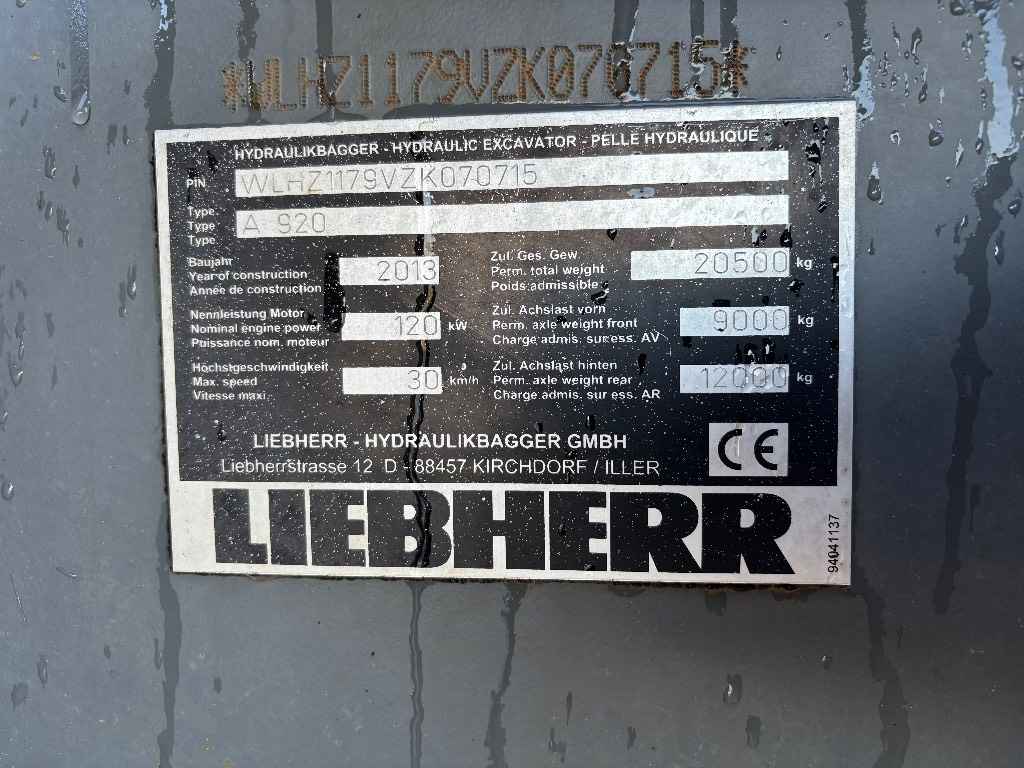 *WLHZ1179VZK070715*
HYDRAULIKBAGGER - HYDRAULIC EXCAVATOR - PELLE HYDRAULIQUE
PIN WLHZ1179VZK070715
Type
Type A 920
Type
Baujahr
Year of construction 2013
Année de construction
Zul. Ges. Gew
Perm. total weight 20500 kg
Poids admissible
Nennleistung Motor
Nominal engine power 120 kW
Puissance nom. moteur
Zul. Achslast vorn
Perm. axle weight front 9000 kg
Charge admis. sur ess. AV
Höchstgeschwindigkeit
Max. speed 30 km/h
Vitesse maxi.
Zul. Achslast hinten
Perm. axle weight rear 12000 kg
Charge admis. sur ess. AR
LIEBHERR - HYDRAULIKBAGGER GMBH
Liebherrstrasse 12 D - 88457 KIRCHDORF / ILLER
CE
LIEBHERR
94041137